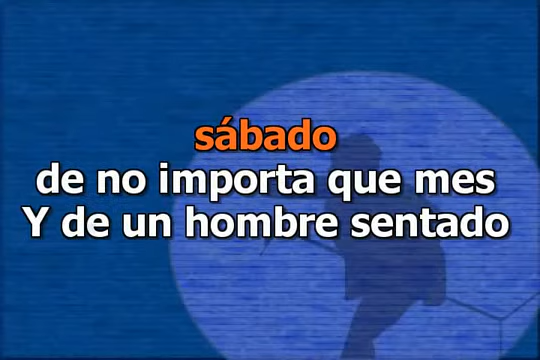 sábado
de no importa que mes
Y de un hombre sentado